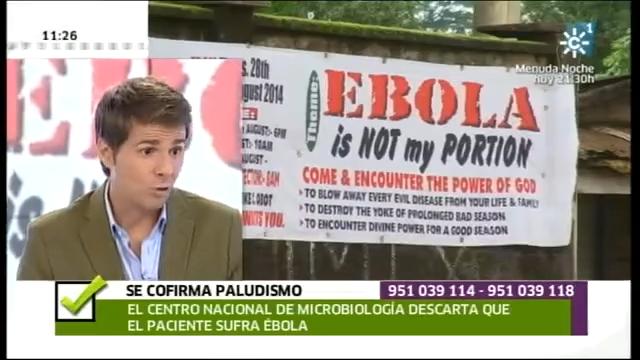 11:26
1
Menuda Noche
hoy 21:30h
28th
2014
Theme:
EBOLA
is NOT my PORTION
COME & ENCOUNTER THE POWER OF GOD
TO BLOW AWAY EVERY EVIL DISEASE FROM YOUR LIFE & FAMILY
TO DESTROY THE YOKE OF PROLONGED BAD SEASON
TO ENCOUNTER DIVINE POWER FOR A GOOD SEASON
SE COFIRMA PALUDISMO
951 039 114 - 951 039 118
EL CENTRO NACIONAL DE MICROBIOLOGÍA DESCARTA QUE
EL PACIENTE SUFRA ÉBOLA